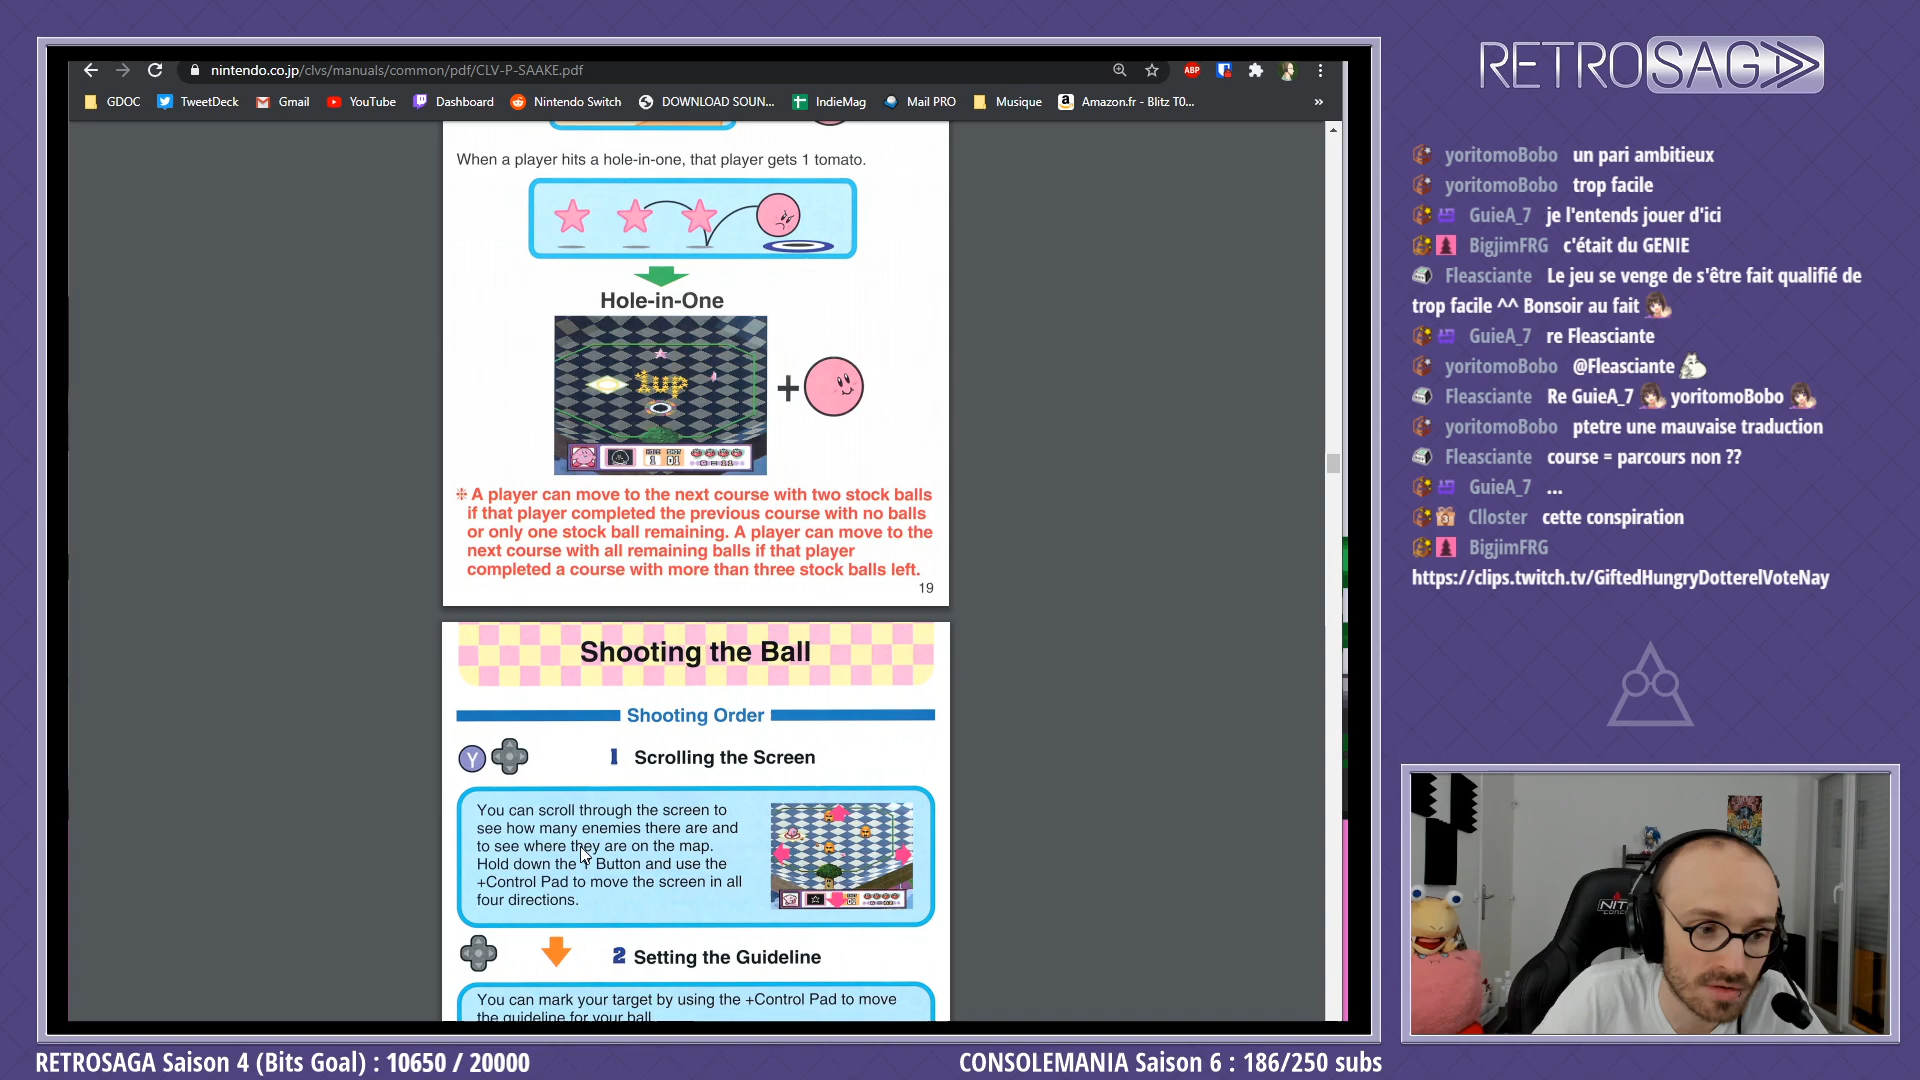 nintendo.co.jp/clvs/manuals/common/pdf/CLV-P-SAAKE.pdf
ABP
GDOC
TweetDeck
Gmail
YouTube
Dashboard
Nintendo Switch
DOWNLOAD SOUN...
IndieMag
Mail PRO
Musique
Amazon.fr - Blitz T0...
»
When a player hits a hole-in-one, that player gets 1 tomato.
Hole-in-One
1UP
+
※ A player can move to the next course with two stock balls
if that player completed the previous course with no balls
or only one stock ball remaining. A player can move to the
next course with all remaining balls if that player
completed a course with more than three stock balls left.
19
Shooting the Ball
Shooting Order
Y
1 Scrolling the Screen
You can scroll through the screen to
see how many enemies there are and
to see where they are on the map.
Hold down the Y Button and use the
+Control Pad to move the screen in all
four directions.
2 Setting the Guideline
You can mark your target by using the +Control Pad to move
the guideline for your ball.
RETROSAGA
yoritomoBobo un pari ambitieux
yoritomoBobo trop facile
GuieA_7 je l'entends jouer d'ici
BigjimFRG c'était du GENIE
Fleasciante Le jeu se venge de s'être fait qualifié de
trop facile ^^ Bonsoir au fait
GuieA_7 re Fleasciante
yoritomoBobo @Fleasciante
Fleasciante Re GuieA_7 yoritomoBobo
yoritomoBobo ptetre une mauvaise traduction
Fleasciante course = parcours non ??
GuieA_7 ...
Clloster cette conspiration
BigjimFRG
https://clips.twitch.tv/GiftedHungryDotterelVoteNay
RETROSAGA Saison 4 (Bits Goal) : 10650 / 20000
CONSOLEMANIA Saison 6 : 186/250 subs